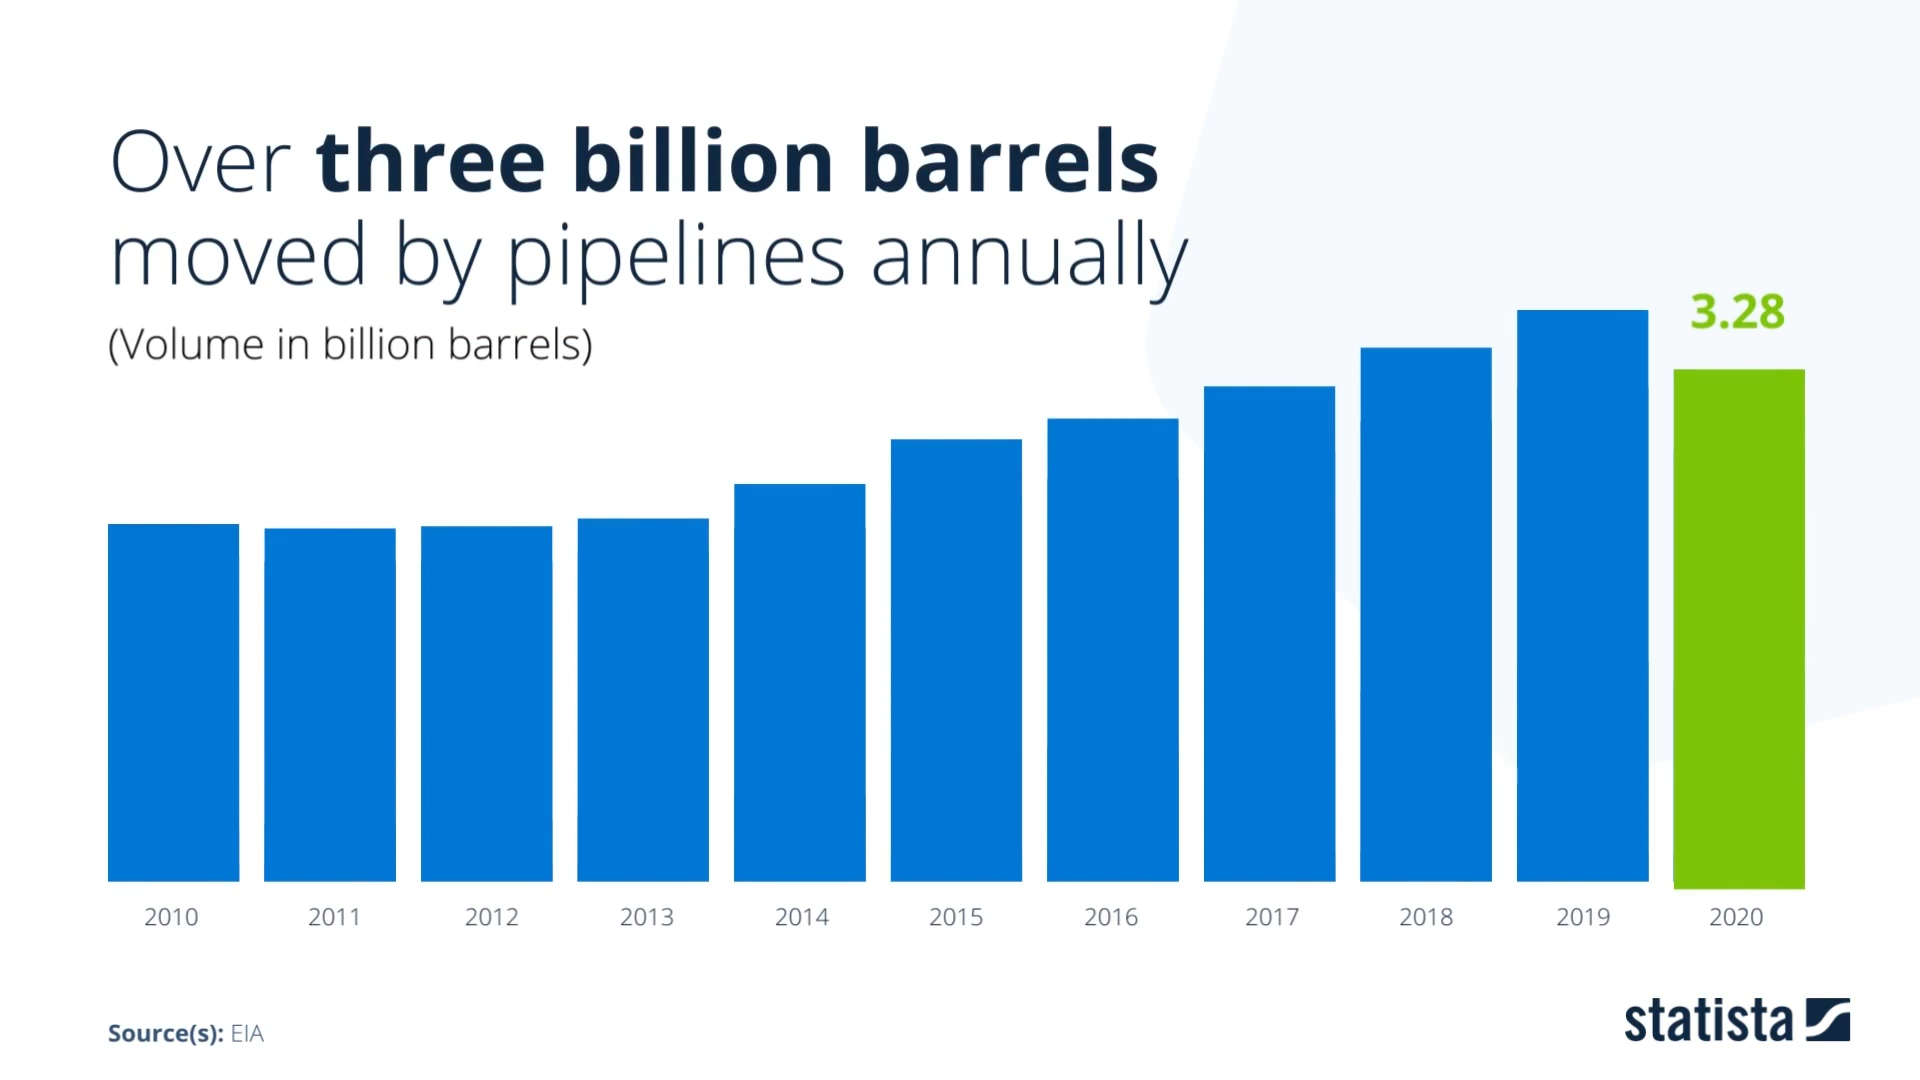 Over three billion barrels
moved by pipelines annually
(Volume in billion barrels)
3.28
2010 2011 2012 2013 2014 2015 2016 2017 2018 2019 2020
Source(s): EIA
statista